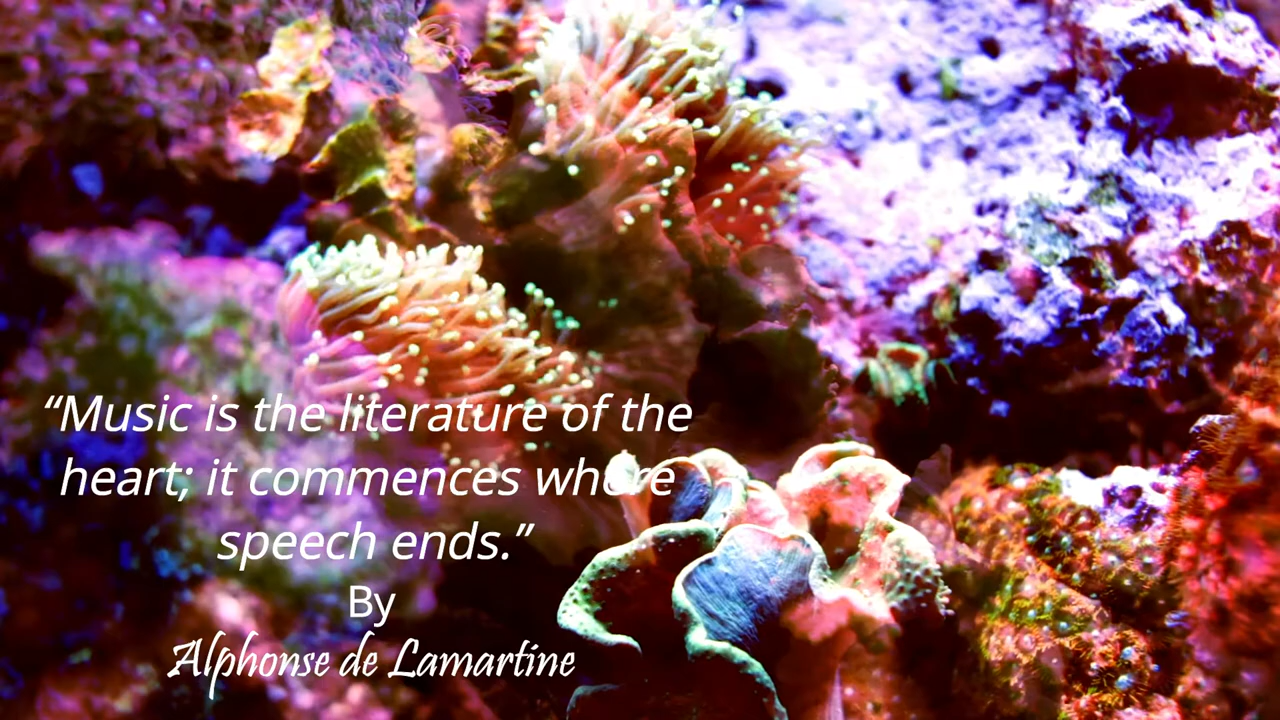 “Music is the literature of the
heart; it commences where
speech ends.”
By
Alphonse de Lamartine